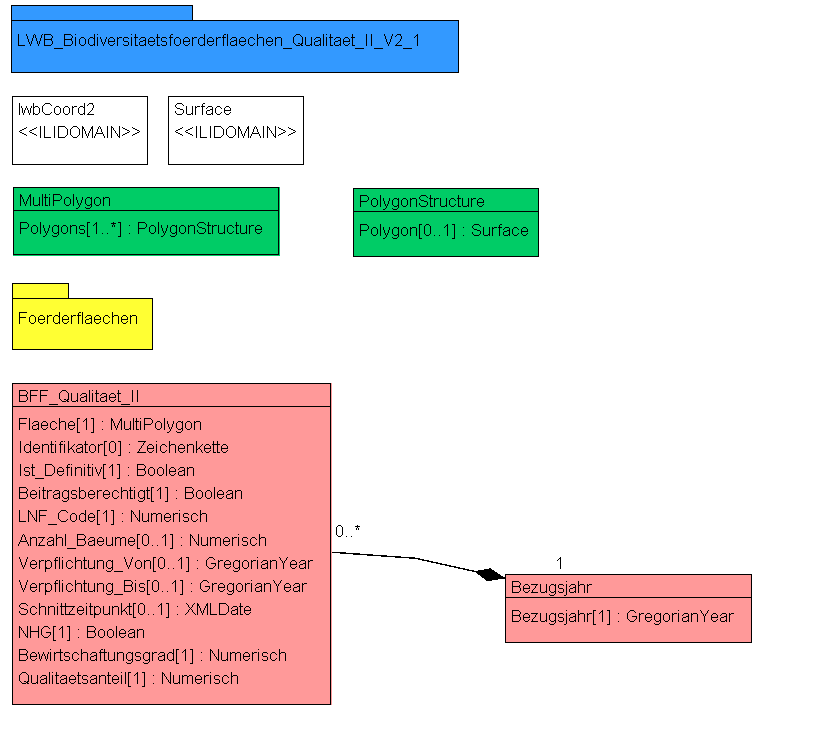 LWB_Biodiversitaetsfoerderflaechen_Qualitaet_II_V2_1
lwbCoord2
<<ILIDOMAIN>>
Surface
<<ILIDOMAIN>>
MultiPolygon
Polygons[1..*] : PolygonStructure
PolygonStructure
Polygon[0..1] : Surface
Foerderflaechen
BFF_Qualitaet_II
Flaeche[1] : MultiPolygon
Identifikator[0] : Zeichenkette
Ist_Definitiv[1] : Boolean
Beitragsberechtigt[1] : Boolean
LNF_Code[1] : Numerisch
Anzahl_Baeume[0..1] : Numerisch
Verpflichtung_Von[0..1] : GregorianYear
Verpflichtung_Bis[0..1] : GregorianYear
Schnittzeitpunkt[0..1] : XMLDate
NHG[1] : Boolean
Bewirtschaftungsgrad[1] : Numerisch
Qualitaetsanteil[1] : Numerisch
0..*
1
Bezugsjahr
Bezugsjahr[1] : GregorianYear